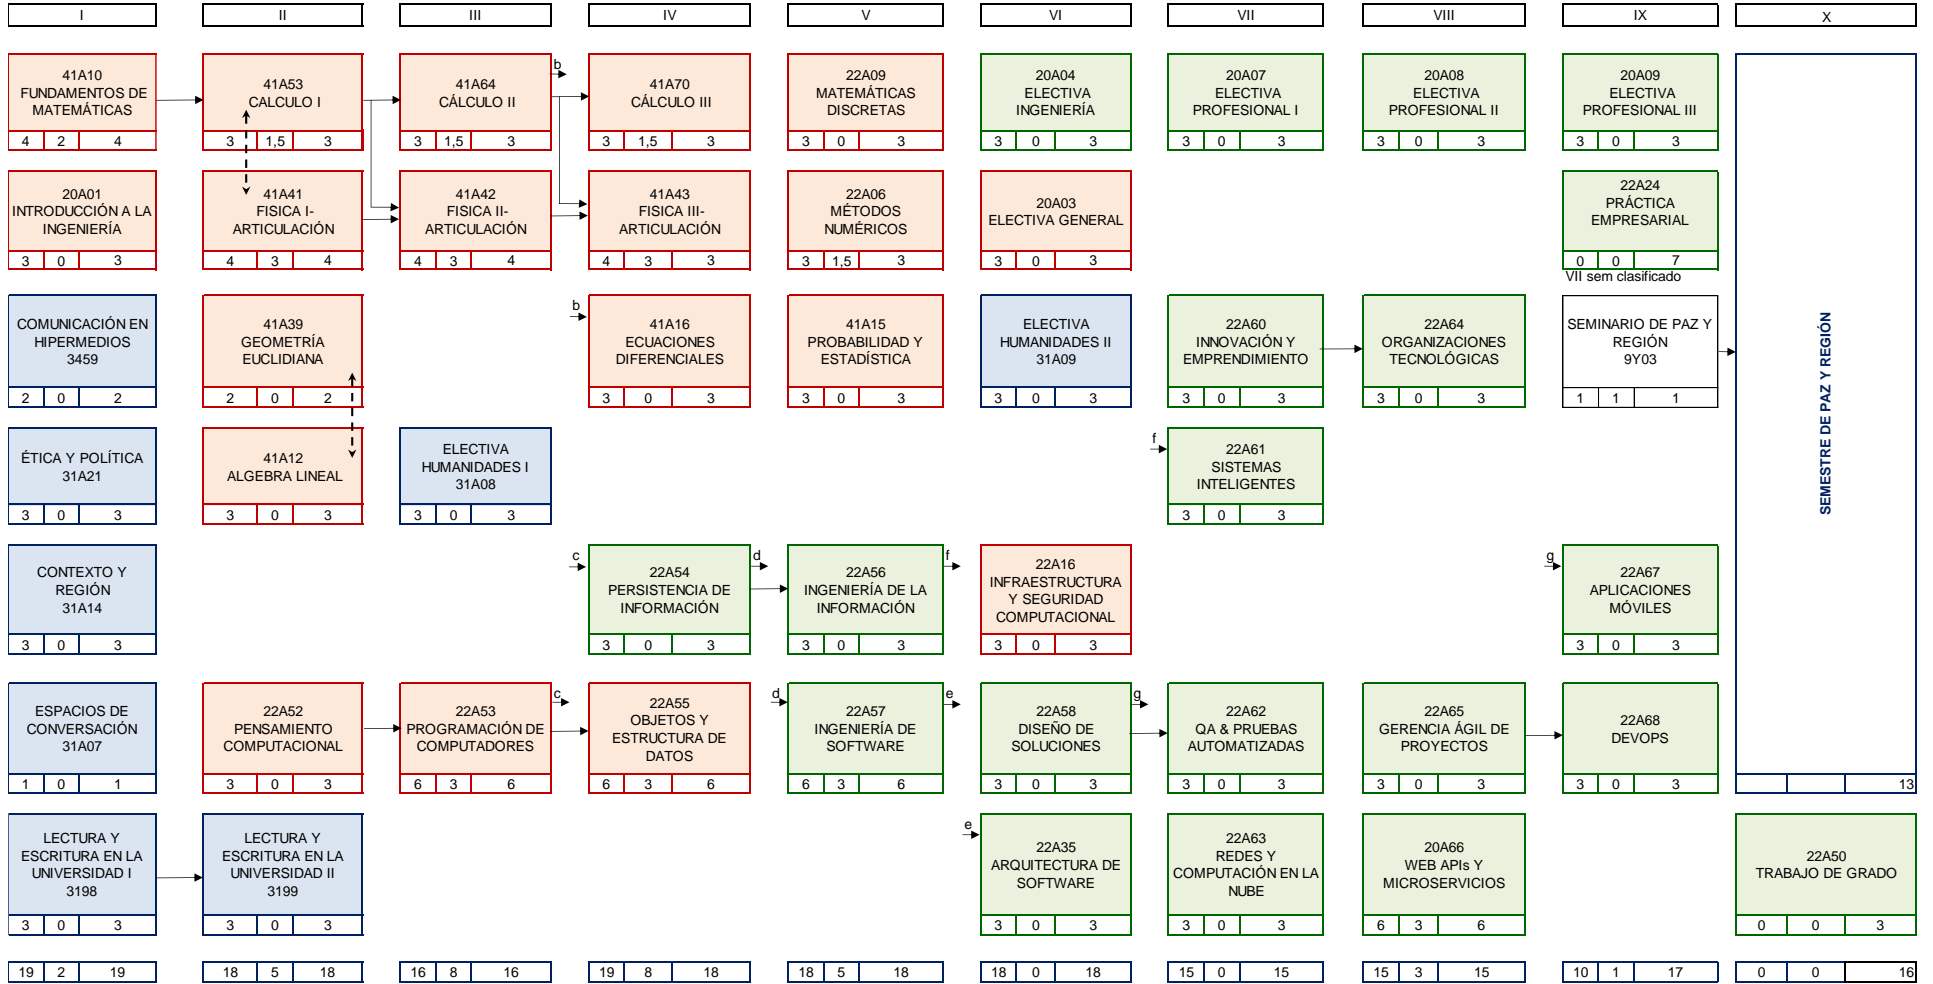 I II III IV V VI VII VIII IX X
41A10
FUNDAMENTOS DE
MATEMÁTICAS
4 2 4
41A53
CALCULO I
3 1,5 3
41A64
CÁLCULO II
3 1,5 3
b
41A70
CÁLCULO III
3 1,5 3
22A09
MATEMÁTICAS
DISCRETAS
3 0 3
20A04
ELECTIVA
INGENIERÍA
3 0 3
20A07
ELECTIVA
PROFESIONAL I
3 0 3
20A08
ELECTIVA
PROFESIONAL II
3 0 3
20A09
ELECTIVA
PROFESIONAL III
3 0 3
20A01
INTRODUCCIÓN A LA
INGENIERÍA
3 0 3
41A41
FISICA I-
ARTICULACIÓN
4 3 4
41A42
FISICA II-
ARTICULACIÓN
4 3 4
41A43
FISICA III-
ARTICULACIÓN
4 3 3
22A06
MÉTODOS
NUMÉRICOS
3 1,5 3
20A03
ELECTIVA GENERAL
3 0 3
22A24
PRÁCTICA
EMPRESARIAL
0 0 7
VII sem clasificado
COMUNICACIÓN EN
HIPERMEDIOS
3459
2 0 2
41A39
GEOMETRÍA
EUCLIDIANA
2 0 2
b
41A16
ECUACIONES
DIFERENCIALES
3 0 3
41A15
PROBABILIDAD Y
ESTADÍSTICA
3 0 3
ELECTIVA
HUMANIDADES II
31A09
3 0 3
22A60
INNOVACIÓN Y
EMPRENDIMIENTO
3 0 3
22A64
ORGANIZACIONES
TECNOLÓGICAS
3 0 3
SEMINARIO DE PAZ Y
REGIÓN
9Y03
1 1 1
SEMESTRE DE PAZ Y REGIÓN
13
ÉTICA Y POLÍTICA
31A21
3 0 3
41A12
ALGEBRA LINEAL
3 0 3
ELECTIVA
HUMANIDADES I
31A08
3 0 3
f
22A61
SISTEMAS
INTELIGENTES
3 0 3
CONTEXTO Y
REGIÓN
31A14
3 0 3
c
22A54
PERSISTENCIA DE
INFORMACIÓN
3 0 3
d
22A56
INGENIERÍA DE LA
INFORMACIÓN
3 0 3
f
22A16
INFRAESTRUCTURA
Y SEGURIDAD
COMPUTACIONAL
3 0 3
g
22A67
APLICACIONES
MÓVILES
3 0 3
ESPACIOS DE
CONVERSACIÓN
31A07
1 0 1
22A52
PENSAMIENTO
COMPUTACIONAL
3 0 3
22A53
PROGRAMACIÓN DE
COMPUTADORES
6 3 6
c
22A55
OBJETOS Y
ESTRUCTURA DE
DATOS
6 3 6
d
22A57
INGENIERÍA DE
SOFTWARE
6 3 6
e
22A58
DISEÑO DE
SOLUCIONES
3 0 3
g
22A62
QA & PRUEBAS
AUTOMATIZADAS
3 0 3
22A65
GERENCIA ÁGIL DE
PROYECTOS
3 0 3
22A68
DEVOPS
3 0 3
LECTURA Y
ESCRITURA EN LA
UNIVERSIDAD I
3198
3 0 3
LECTURA Y
ESCRITURA EN LA
UNIVERSIDAD II
3199
3 0 3
e
22A35
ARQUITECTURA DE
SOFTWARE
3 0 3
22A63
REDES Y
COMPUTACIÓN EN LA
NUBE
3 0 3
20A66
WEB APIs Y
MICROSERVICIOS
6 3 6
22A50
TRABAJO DE GRADO
0 0 3
19 2 19 18 5 18 16 8 16 19 8 18 18 5 18 18 0 18 15 0 15 15 3 15 10 1 17 0 0 16